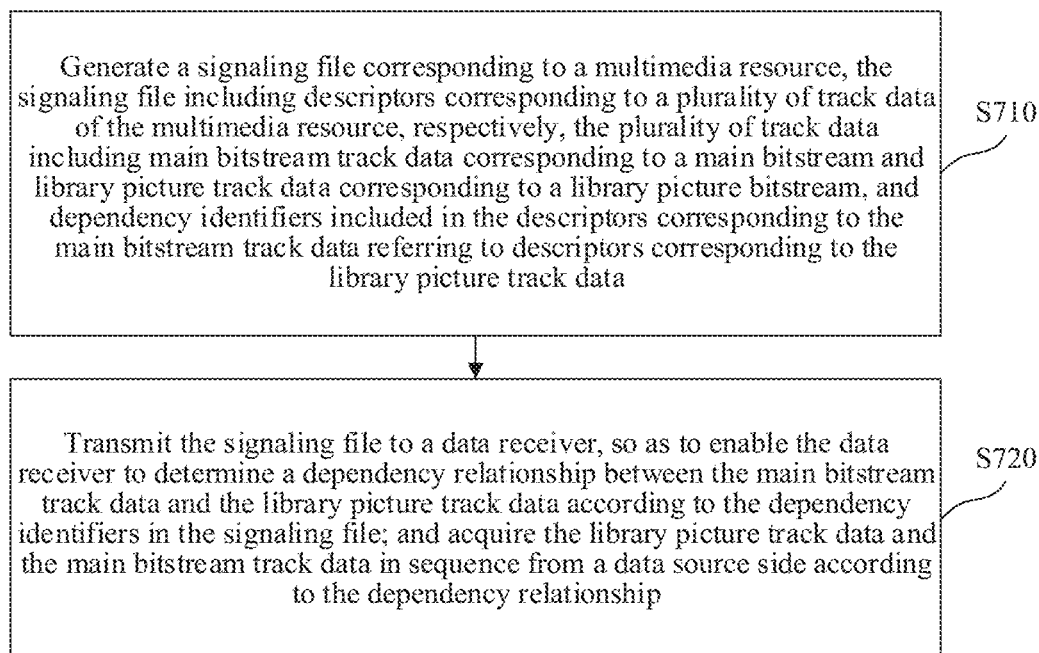 Generate a signaling file corresponding to a multimedia resource, the
signaling file including descriptors corresponding to a plurality of track data
of the multimedia resource, respectively, the plurality of track data
including main bitstream track data corresponding to a main bitstream and
library picture track data corresponding to a library picture bitstream, and
dependency identifiers included in the descriptors corresponding to the
main bitstream track data referring to descriptors corresponding to the
library picture track data
S710
Transmit the signaling file to a data receiver, so as to enable the data
receiver to determine a dependency relationship between the main bitstream
track data and the library picture track data according to the dependency
identifiers in the signaling file; and acquire the library picture track data and
the main bitstream track data in sequence from a data source side according
to the dependency relationship
S720